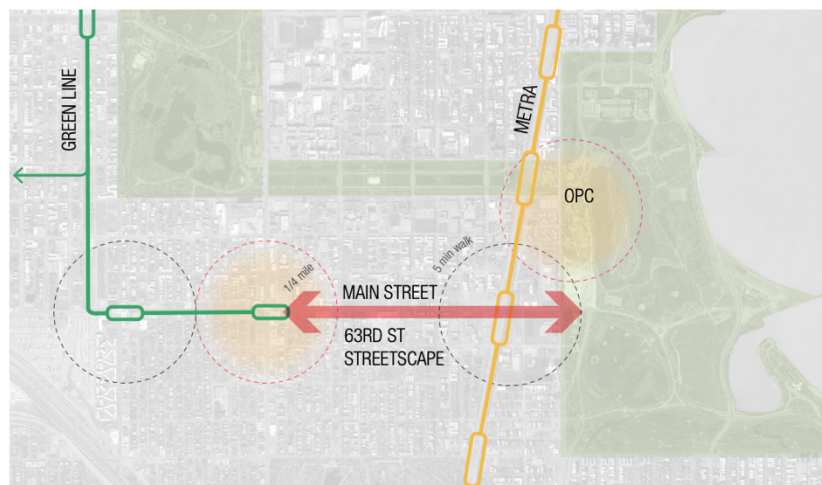 GREEN LINE
METRA
OPC
1/4 mile
5 min walk
MAIN STREET
63RD ST
STREETSCAPE